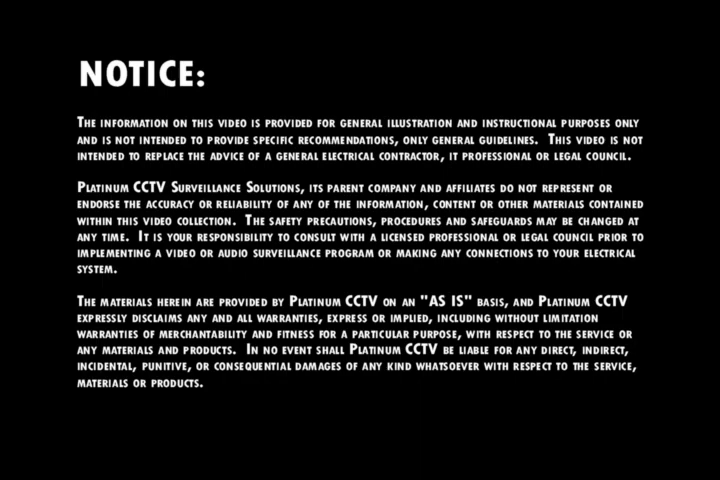 NOTICE:
THE INFORMATION ON THIS VIDEO IS PROVIDED FOR GENERAL ILLUSTRATION AND INSTRUCTIONAL PURPOSES ONLY
AND IS NOT INTENDED TO PROVIDE SPECIFIC RECOMMENDATIONS, ONLY GENERAL GUIDELINES. THIS VIDEO IS NOT
INTENDED TO REPLACE THE ADVICE OF A GENERAL ELECTRICAL CONTRACTOR, IT PROFESSIONAL OR LEGAL COUNCIL.
PLATINUM CCTV SURVEILLANCE SOLUTIONS, ITS PARENT COMPANY AND AFFILIATES DO NOT REPRESENT OR
ENDORSE THE ACCURACY OR RELIABILITY OF ANY OF THE INFORMATION, CONTENT OR OTHER MATERIALS CONTAINED
WITHIN THIS VIDEO COLLECTION. THE SAFETY PRECAUTIONS, PROCEDURES AND SAFEGUARDS MAY BE CHANGED AT
ANY TIME. IT IS YOUR RESPONSIBILITY TO CONSULT WITH A LICENSED PROFESSIONAL OR LEGAL COUNCIL PRIOR TO
IMPLEMENTING A VIDEO OR AUDIO SURVEILLANCE PROGRAM OR MAKING ANY CONNECTIONS TO YOUR ELECTRICAL
SYSTEM.
THE MATERIALS HEREIN ARE PROVIDED BY PLATINUM CCTV ON AN "AS IS" BASIS, AND PLATINUM CCTV
EXPRESSLY DISCLAIMS ANY AND ALL WARRANTIES, EXPRESS OR IMPLIED, INCLUDING WITHOUT LIMITATION
WARRANTIES OF MERCHANTABILITY AND FITNESS FOR A PARTICULAR PURPOSE, WITH RESPECT TO THE SERVICE OR
ANY MATERIALS AND PRODUCTS. IN NO EVENT SHALL PLATINUM CCTV BE LIABLE FOR ANY DIRECT, INDIRECT,
INCIDENTAL, PUNITIVE, OR CONSEQUENTIAL DAMAGES OF ANY KIND WHATSOEVER WITH RESPECT TO THE SERVICE,
MATERIALS OR PRODUCTS.